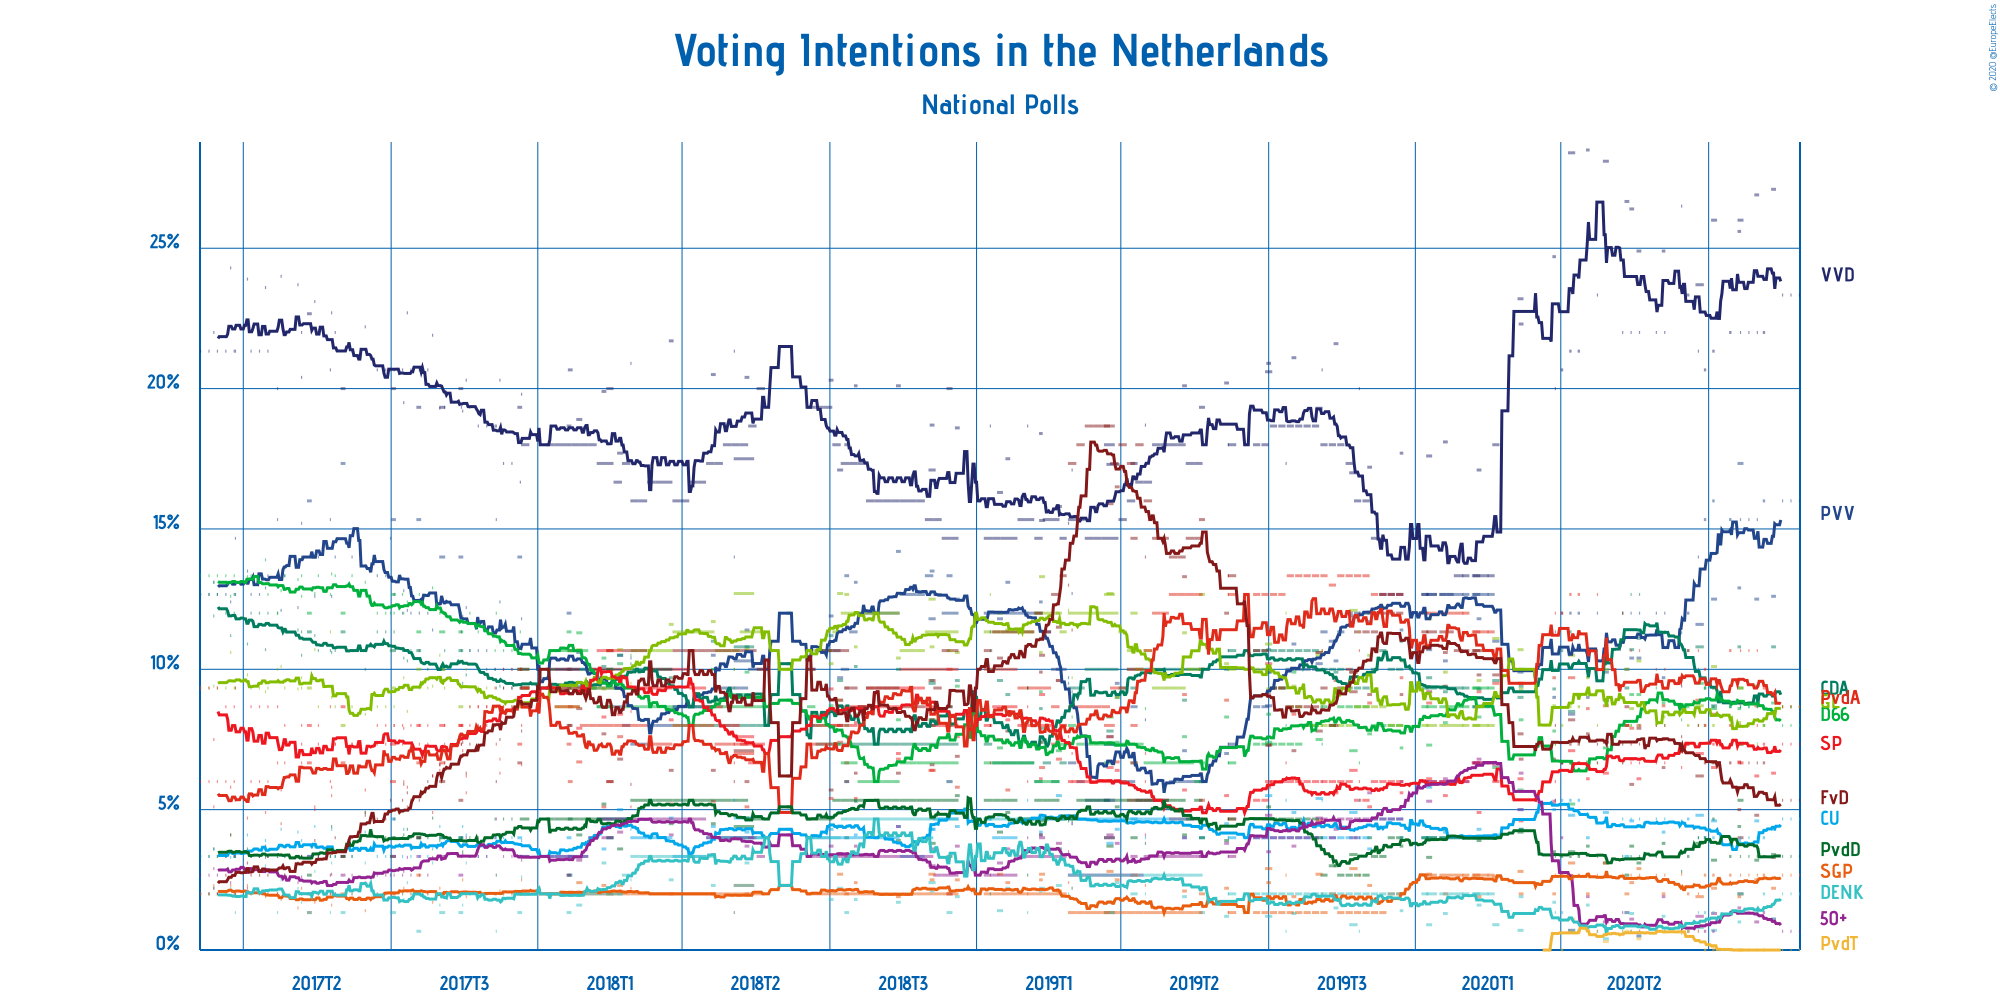 © 2020 @EuropeElects
Voting Intentions in the Netherlands
National Polls
25%
20%
15%
10%
5%
0%
VVD
PVV
CDA
PvdA
D66
SP
FvD
CU
PvdD
SGP
DENK
50+
PvdT
2017T2 2017T3 2018T1 2018T2 2018T3 2019T1 2019T2 2019T3 2020T1 2020T2